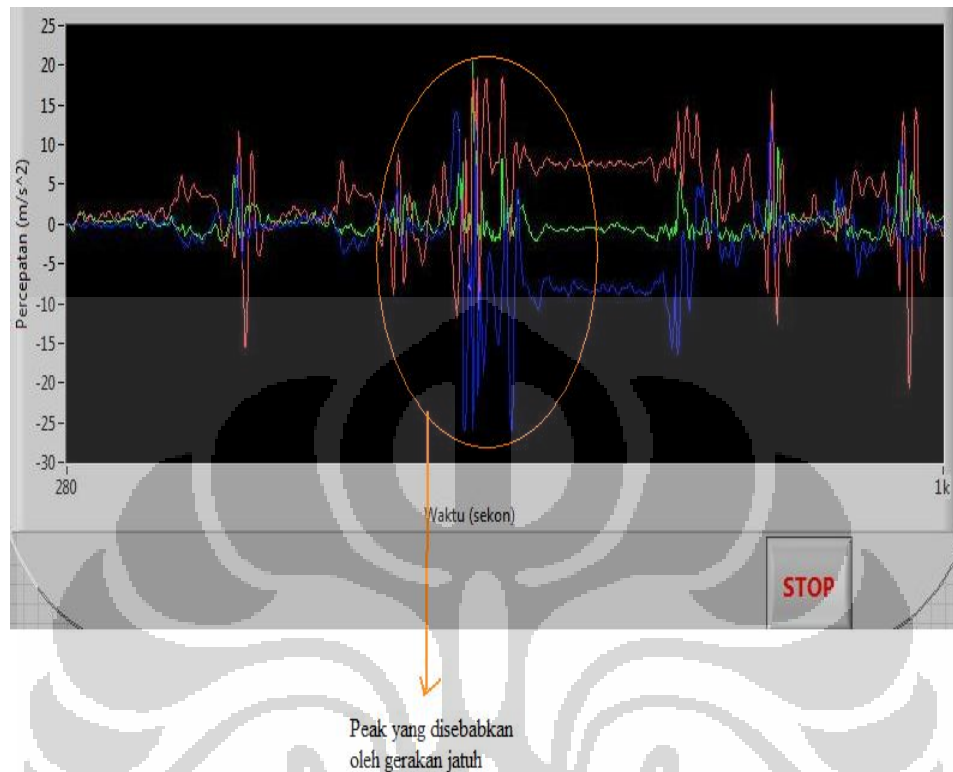 25
20
15
10
5
0
-5
-10
-15
-20
-25
-30
Percepatan (m/s^2)
280
1k
Waktu (sekon)
STOP
Peak yang disebabkan
oleh gerakan jatuh